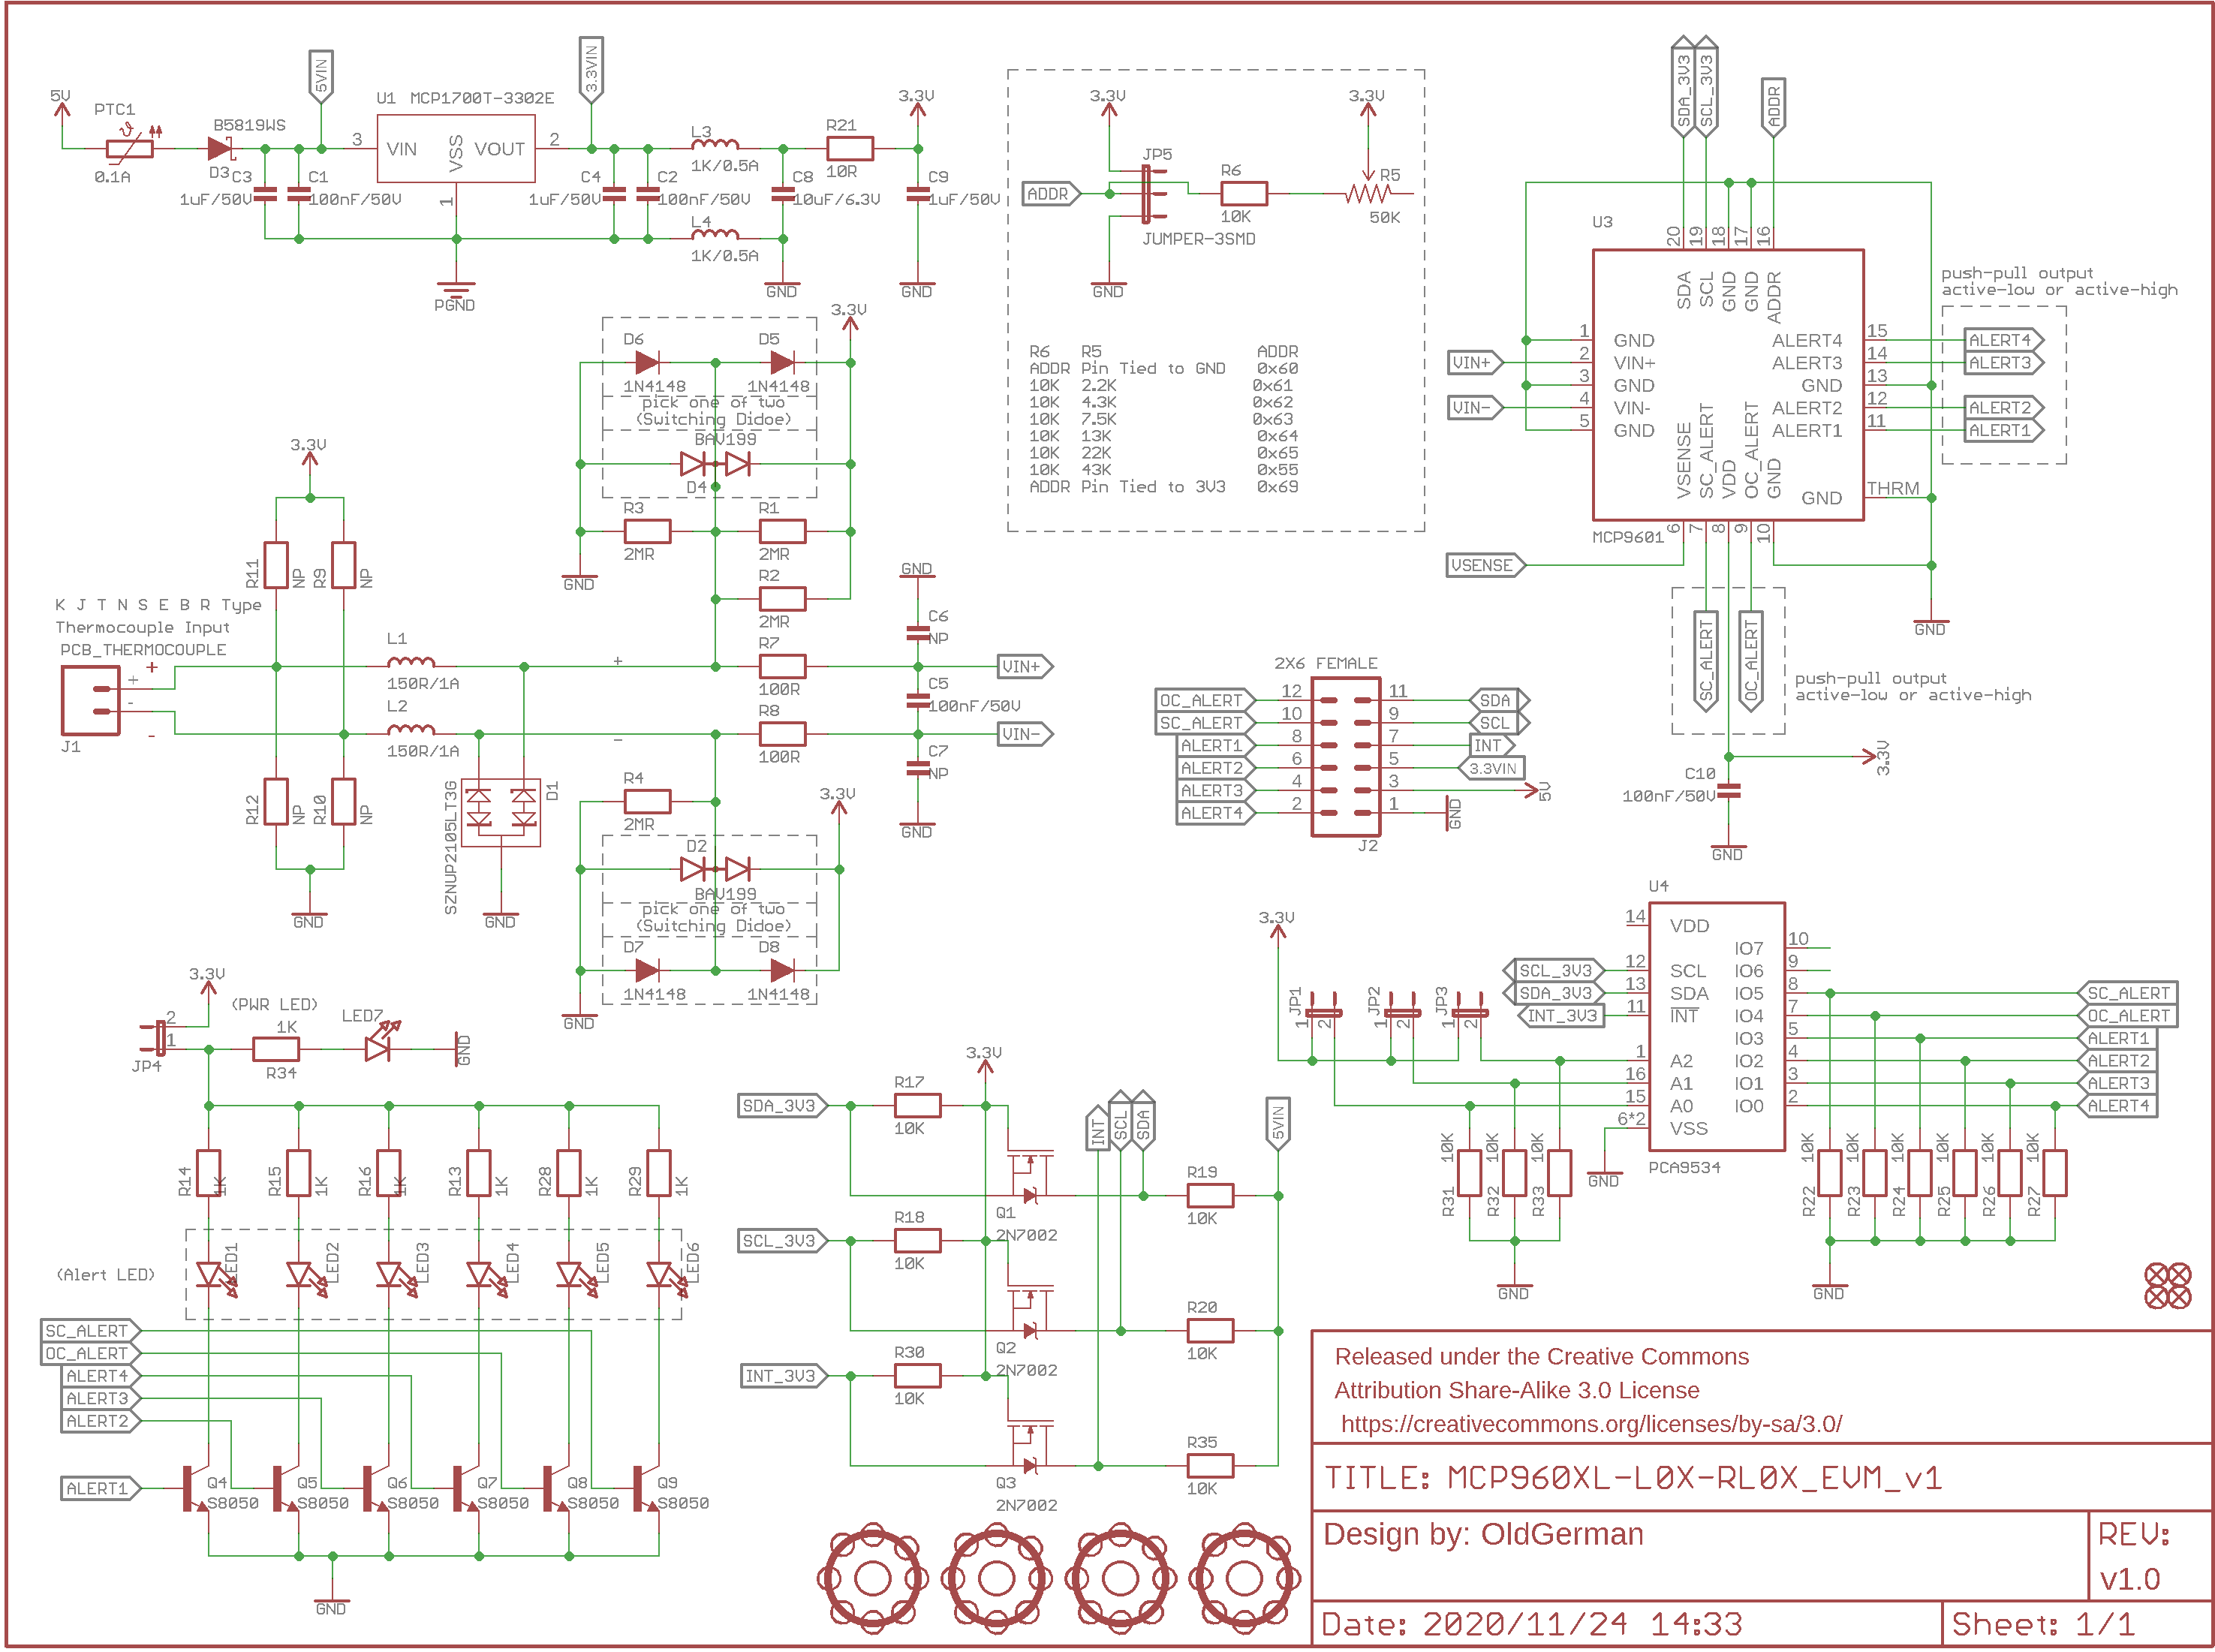 5V
PTC1
0.1A
B5819WS
D3
5VIN
C3
1uF/50V
C1
100nF/50V
U1 MCP1700T-3302E
3 VIN VSS VOUT 2
1
PGND
3.3VIN
C4
1uF/50V
C2
100nF/50V
L3
1K/0.5A
L4
1K/0.5A
C8
10uF/6.3V
GND
R21
10R
3.3V
C9
1uF/50V
GND
3.3V
JP5
ADDR
JUMPER-3SMD
GND
R6
10K
3.3V
R5
50K
R6 R5 ADDR
ADDR Pin Tied to GND 0x60
10K 2.2K 0x61
10K 4.3K 0x62
10K 7.5K 0x63
10K 13K 0x64
10K 22K 0x65
10K 43K 0x55
ADDR Pin Tied to 3V3 0x69
SDA_3V3
SCL_3V3
ADDR
U3
20 19 18 17 16
SDA SCL GND GND ADDR
1 GND
VIN+ 2 VIN+
3 GND
VIN- 4 VIN-
5 GND
ALERT4 15 ALERT4
ALERT3 14 ALERT3
GND 13
ALERT2 12 ALERT2
ALERT1 11 ALERT1
GND THRM
VSENSE SC_ALERT VDD OC_ALERT GND
6 7 8 9 10
MCP9601
VSENSE
push-pull output
active-low or active-high
GND
SC_ALERT
OC_ALERT
push-pull output
active-low or active-high
3.3V
C10
100nF/50V
GND
3.3V
D6
1N4148
D5
1N4148
pick one of two
(Switching Didoe)
BAV199
D4
R3
2MR
R1
2MR
R2
2MR
GND
3.3V
R11
NP
R9
NP
K J T N S E B R Type
Thermocouple Input
PCB_THERMOCOUPLE
+
+
-
-
J1
L1
150R/1A
L2
150R/1A
R12
NP
R10
NP
GND
SZNUP2105LT3G
D1
GND
+
-
R7
100R
R8
100R
GND
C6
NP
C5
100nF/50V
C7
NP
GND
VIN+
VIN-
R4
2MR
3.3V
D2
BAV199
pick one of two
(Switching Didoe)
D7
1N4148
D8
1N4148
GND
2X6 FEMALE
OC_ALERT 12 11 SDA
SC_ALERT 10 9 SCL
ALERT1 8 7 INT
ALERT2 6 5 3.3VIN
ALERT3 4 3 5V
ALERT4 2 1 GND
J2
3.3V
JP4
2
1
(PWR LED)
1K
R34
LED7
GND
R14
1K
R15
1K
R16
1K
R13
1K
R28
1K
R29
1K
(Alert LED)
LED1
LED2
LED3
LED4
LED5
LED6
SC_ALERT
OC_ALERT
ALERT4
ALERT3
ALERT2
ALERT1
Q4
S8050
Q5
S8050
Q6
S8050
Q7
S8050
Q8
S8050
Q9
S8050
GND
3.3V
SDA_3V3
R17
10K
Q1
2N7002
R19
10K
SCL_3V3
R18
10K
Q2
2N7002
R20
10K
INT_3V3
R30
10K
Q3
2N7002
R35
10K
INT
SCL
SDA
5VIN
3.3V
JP1
1 2
JP2
1 2
JP3
1 2
U4
14 VDD
SCL_3V3 12 SCL
SDA_3V3 13 SDA
INT_3V3 11 INT
1 A2
16 A1
15 A0
6*2 VSS
IO7 10
IO6 9
IO5 8 SC_ALERT
IO4 7 OC_ALERT
IO3 5 ALERT1
IO2 4 ALERT2
IO1 3 ALERT3
IO0 2 ALERT4
PCA9534
GND
R31
10K
R32
10K
R33
10K
GND
R22
10K
R23
10K
R24
10K
R25
10K
R26
10K
R27
10K
GND
Released under the Creative Commons
Attribution Share-Alike 3.0 License
https://creativecommons.org/licenses/by-sa/3.0/
TITLE: MCP960XL-L0X-RL0X_EVM_v1
Design by: OldGerman
REV:
v1.0
Date: 2020/11/24 14:33
Sheet: 1/1